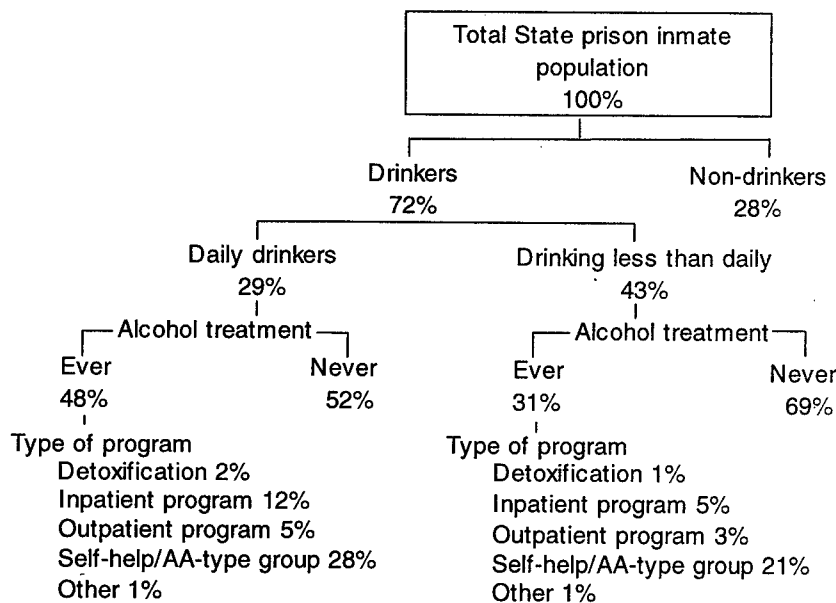 Total State prison inmate
population
100%
Drinkers
72%
Non-drinkers
28%
Daily drinkers
29%
Drinking less than daily
43%
Alcohol treatment
Ever
48%
Never
52%
Type of program
Detoxification 2%
Inpatient program 12%
Outpatient program 5%
Self-help/AA-type group 28%
Other 1%
Alcohol treatment
Ever
31%
Never
69%
Type of program
Detoxification 1%
Inpatient program 5%
Outpatient program 3%
Self-help/AA-type group 21%
Other 1%